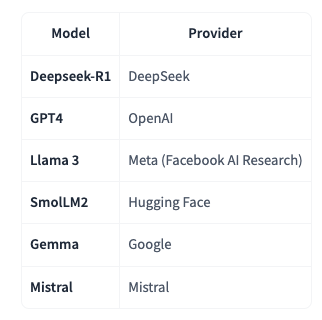 Model Provider
Deepseek-R1 DeepSeek
GPT4 OpenAI
Llama 3 Meta (Facebook AI Research)
SmolLM2 Hugging Face
Gemma Google
Mistral Mistral